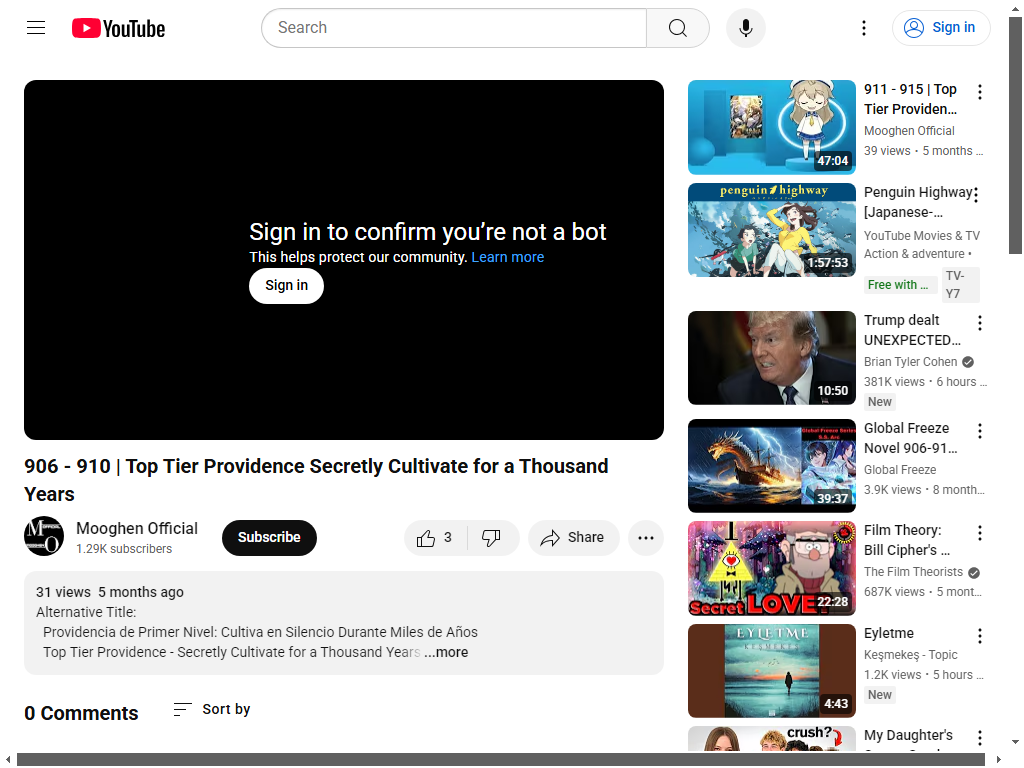 YouTube
Search
Sign in
Sign in to confirm you're not a bot
This helps protect our community. Learn more
Sign in
906 - 910 | Top Tier Providence Secretly Cultivate for a Thousand
Years
Mooghen Official
1.29K subscribers
Subscribe
3
Share
31 views 5 months ago
Alternative Title:
Providencia de Primer Nivel: Cultiva en Silencio Durante Miles de Años
Top Tier Providence - Secretly Cultivate for a Thousand Years ...more
0 Comments
Sort by
47:04
911 - 915 | Top
Tier Providen...
Mooghen Official
39 views • 5 months ...
penguin highway
1:57:53
Penguin Highway
[Japanese-...
YouTube Movies & TV
Action & adventure •
Free with ...
TV-
Y7
10:50
Trump dealt
UNEXPECTED...
Brian Tyler Cohen
381K views • 6 hours ...
New
Global Freeze Series
39:37
Global Freeze
Novel 906-91...
Global Freeze
3.9K views • 8 month...
Secret LOVE
22:28
Film Theory:
Bill Cipher's ...
The Film Theorists
687K views • 5 mont...
EYLETME
KEŞMEKEŞ
4:43
Eyletme
Keşmekeş - Topic
1.2K views • 5 hours ...
New
crush?
My Daughter's